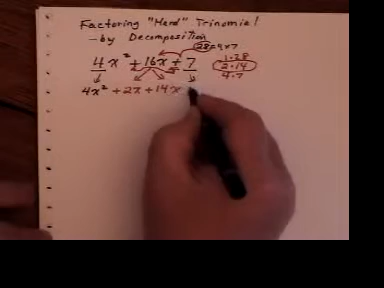 Factoring "Hard" Trinomial
- by Decomposition
28 = 4 x 7
4x² + 16x + 7
1 · 28
2 · 14
4 · 7
4x² + 2x + 14x